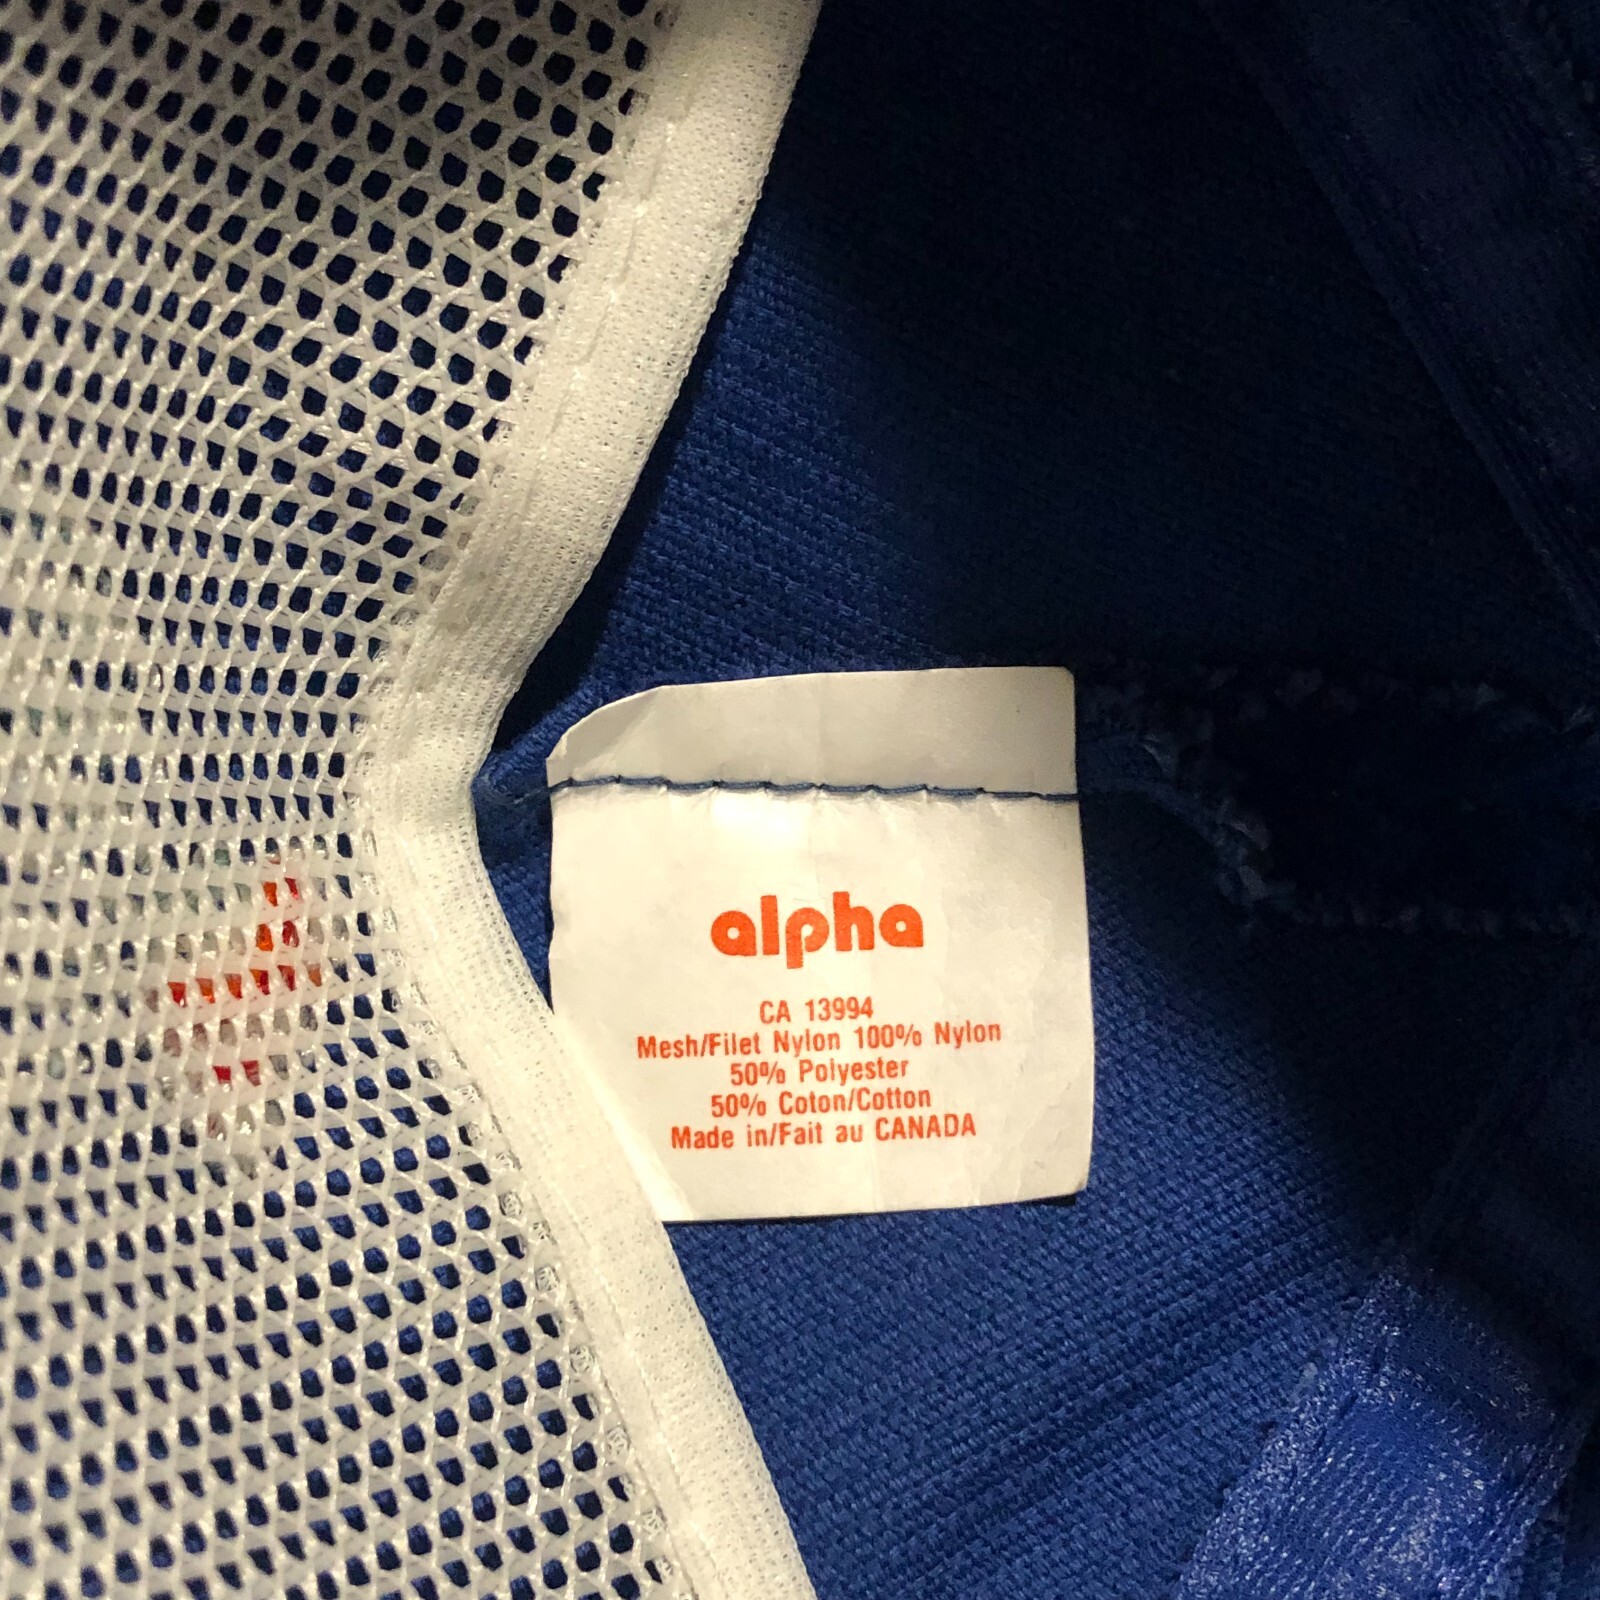 alpha
CA 13994
Mesh/Filet Nylon 100% Nylon
50% Polyester
50% Coton/Cotton
Made in/Fait au CANADA